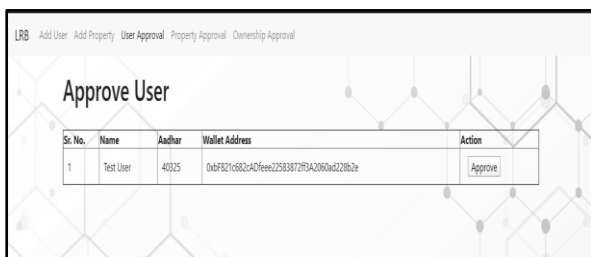 LRB Add User Add Property User Approval Property Approval Ownership Approval
Approve User
Sr. No. Name Aadhar Wallet Address Action
1 Test User 40325 0xbF821c682cADfeee22583872ff3A2060ad228b2e Approve